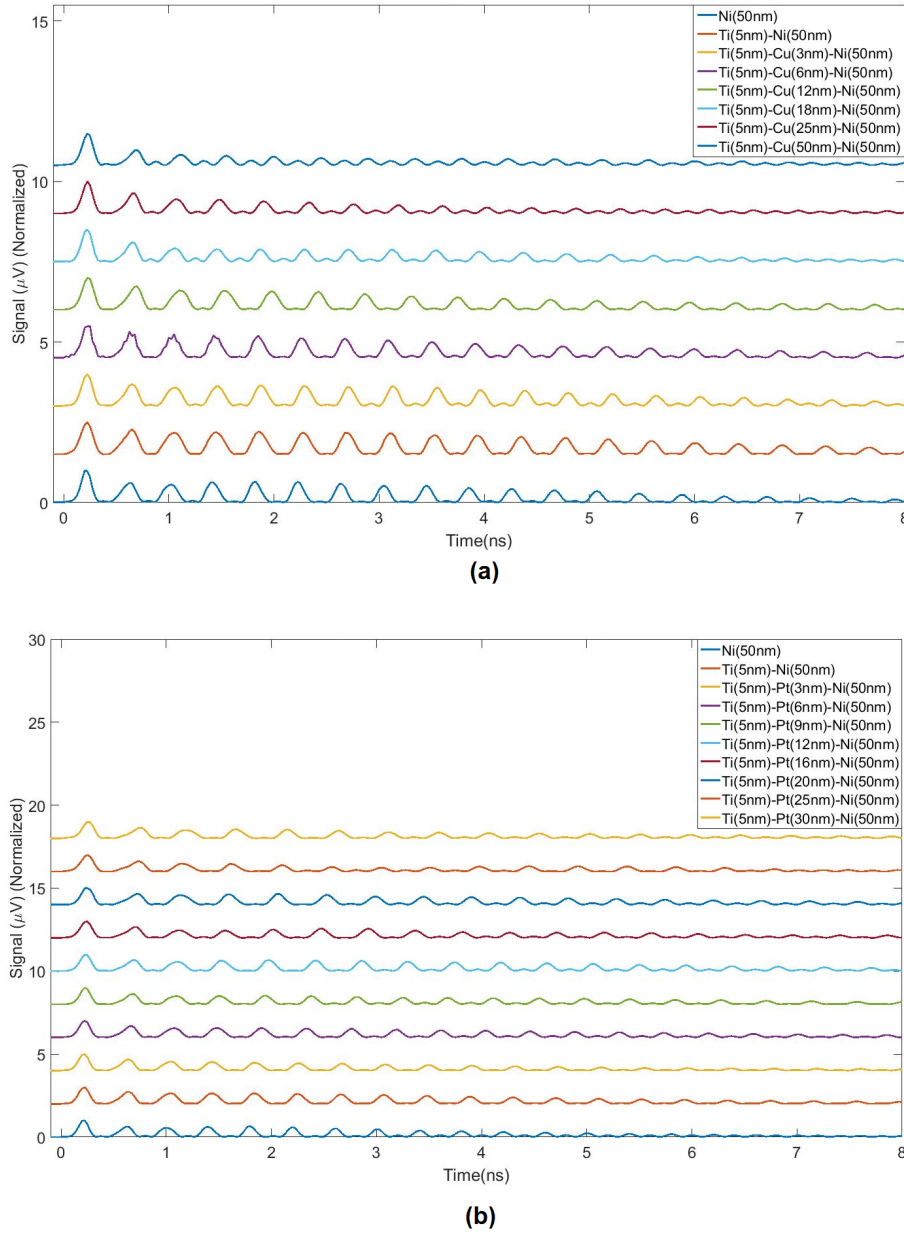 15
10
5
0
Signal (μV) (Normalized)
Ni(50nm)
Ti(5nm)-Ni(50nm)
Ti(5nm)-Cu(3nm)-Ni(50nm)
Ti(5nm)-Cu(6nm)-Ni(50nm)
Ti(5nm)-Cu(12nm)-Ni(50nm)
Ti(5nm)-Cu(18nm)-Ni(50nm)
Ti(5nm)-Cu(25nm)-Ni(50nm)
Ti(5nm)-Cu(50nm)-Ni(50nm)
0 1 2 3 4 5 6 7 8
Time(ns)
(a)
30
25
20
15
10
5
0
Signal (μV) (Normalized)
Ni(50nm)
Ti(5nm)-Ni(50nm)
Ti(5nm)-Pt(3nm)-Ni(50nm)
Ti(5nm)-Pt(6nm)-Ni(50nm)
Ti(5nm)-Pt(9nm)-Ni(50nm)
Ti(5nm)-Pt(12nm)-Ni(50nm)
Ti(5nm)-Pt(16nm)-Ni(50nm)
Ti(5nm)-Pt(20nm)-Ni(50nm)
Ti(5nm)-Pt(25nm)-Ni(50nm)
Ti(5nm)-Pt(30nm)-Ni(50nm)
0 1 2 3 4 5 6 7 8
Time(ns)
(b)